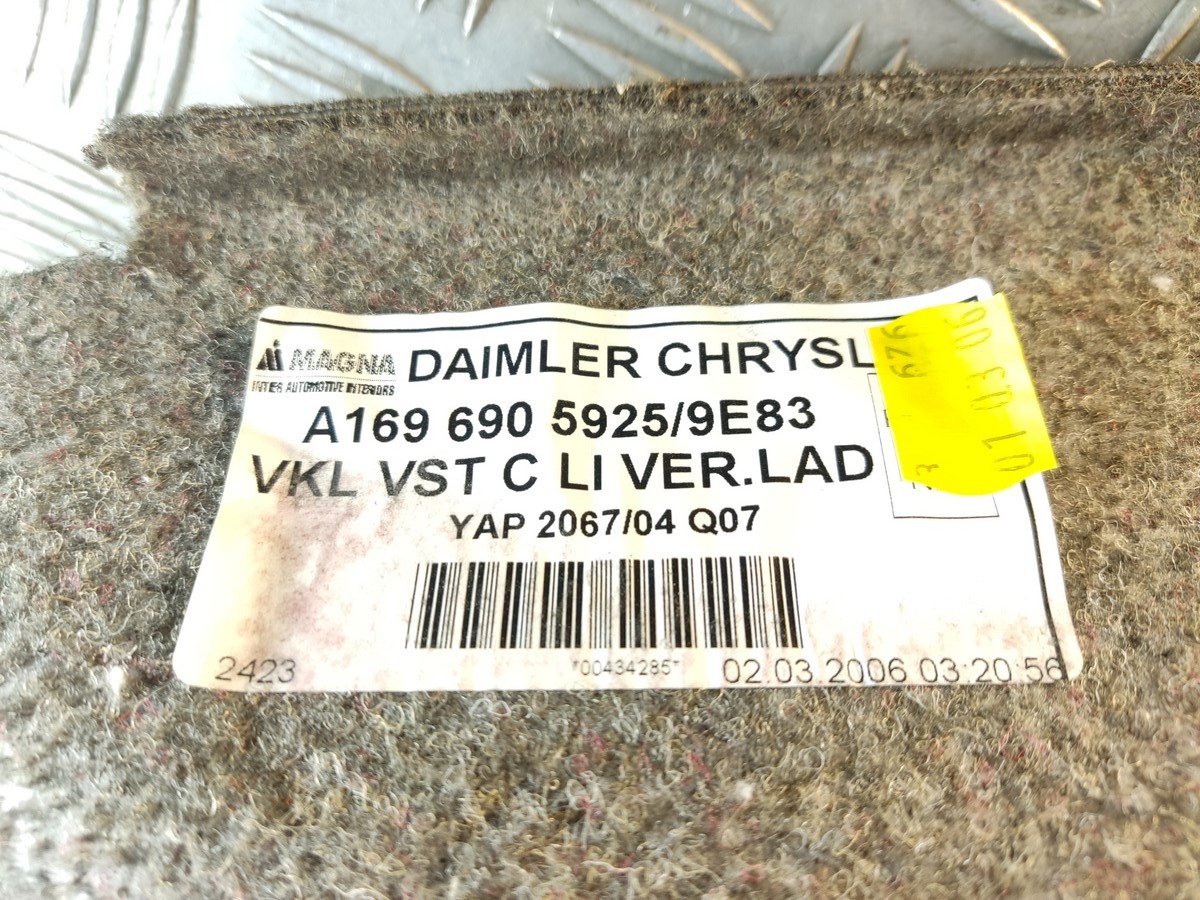 MAGNA DAIMLER CHRYSL
INTIER AUTOMOTIVE INTERIORS
A169 690 5925/9E83
VKL VST C LI VER.LAD
YAP 2067/04 Q07
*00434285*
2423
02.03.2006 03:20:56
676
01 03 06
3